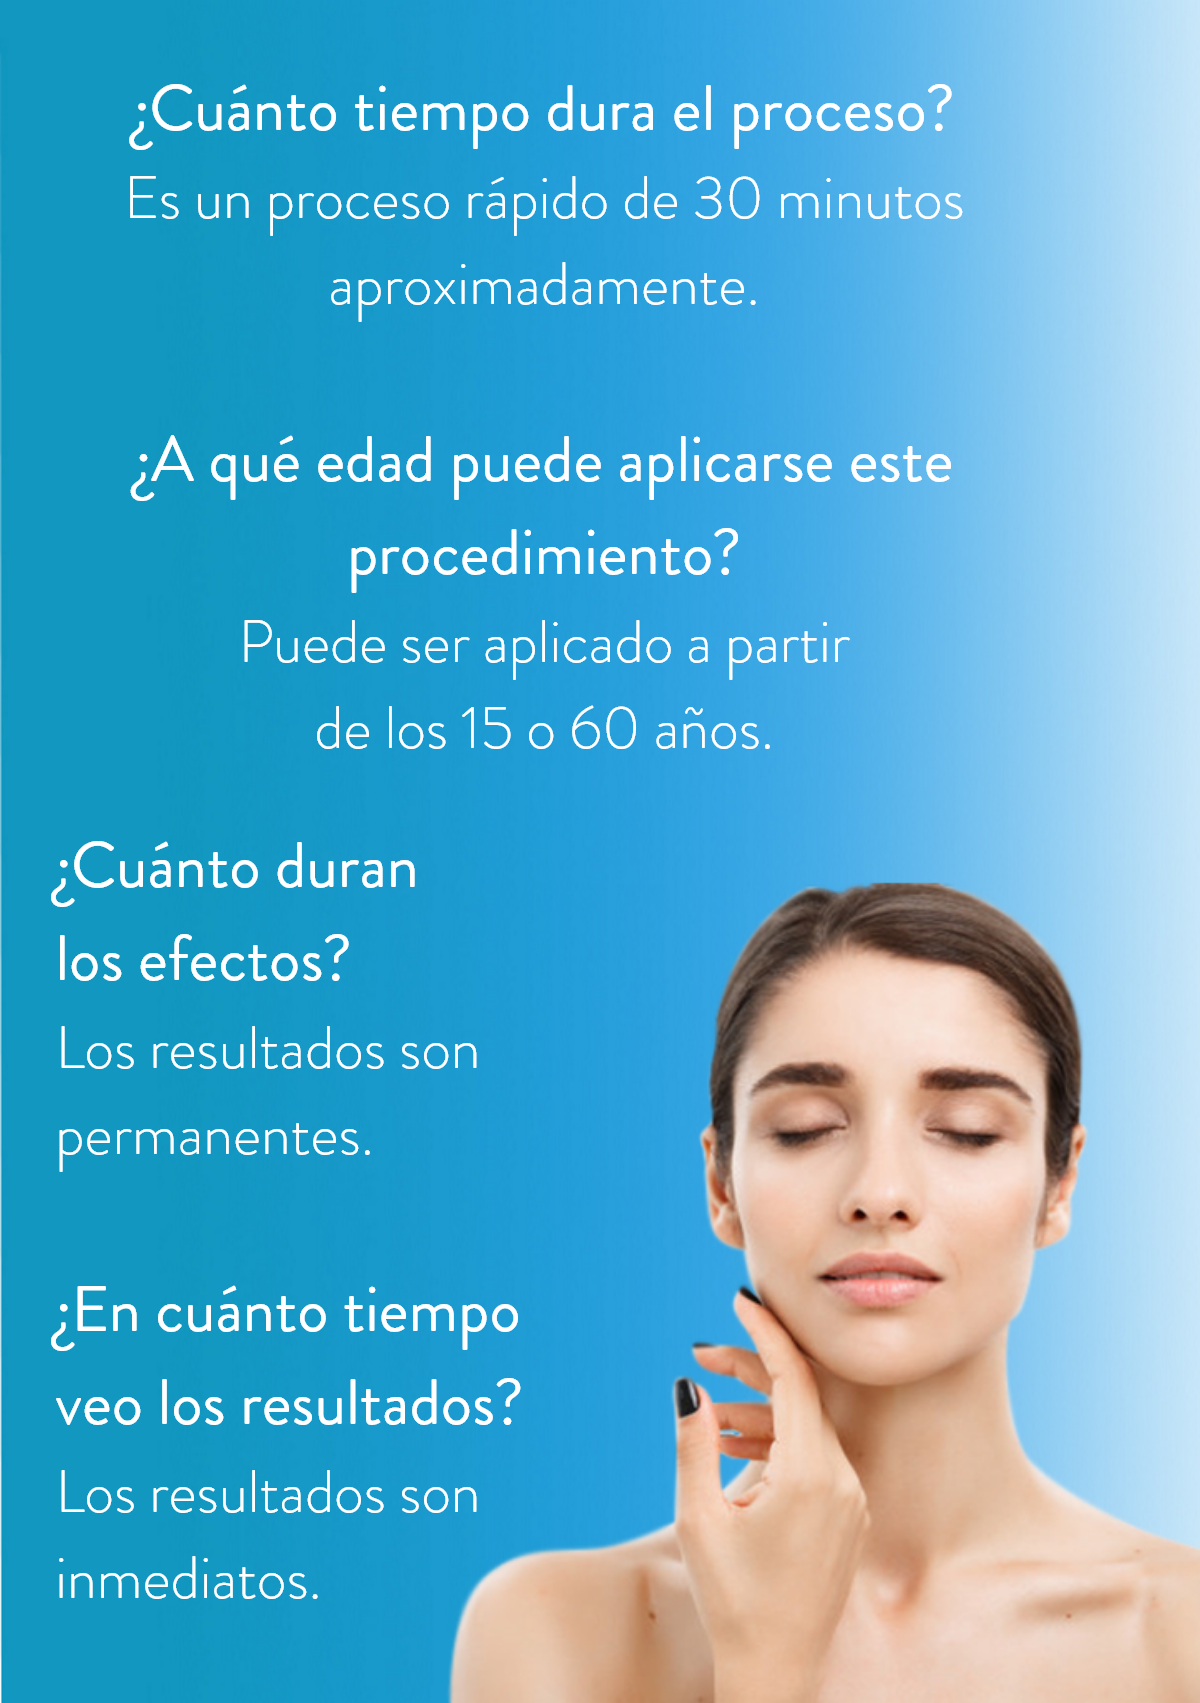 ¿Cuánto tiempo dura el proceso?
Es un proceso rápido de 30 minutos
aproximadamente.
¿A qué edad puede aplicarse este
procedimiento?
Puede ser aplicado a partir
de los 15 o 60 años.
¿Cuánto duran
los efectos?
Los resultados son
permanentes.
¿En cuánto tiempo
veo los resultados?
Los resultados son
inmediatos.